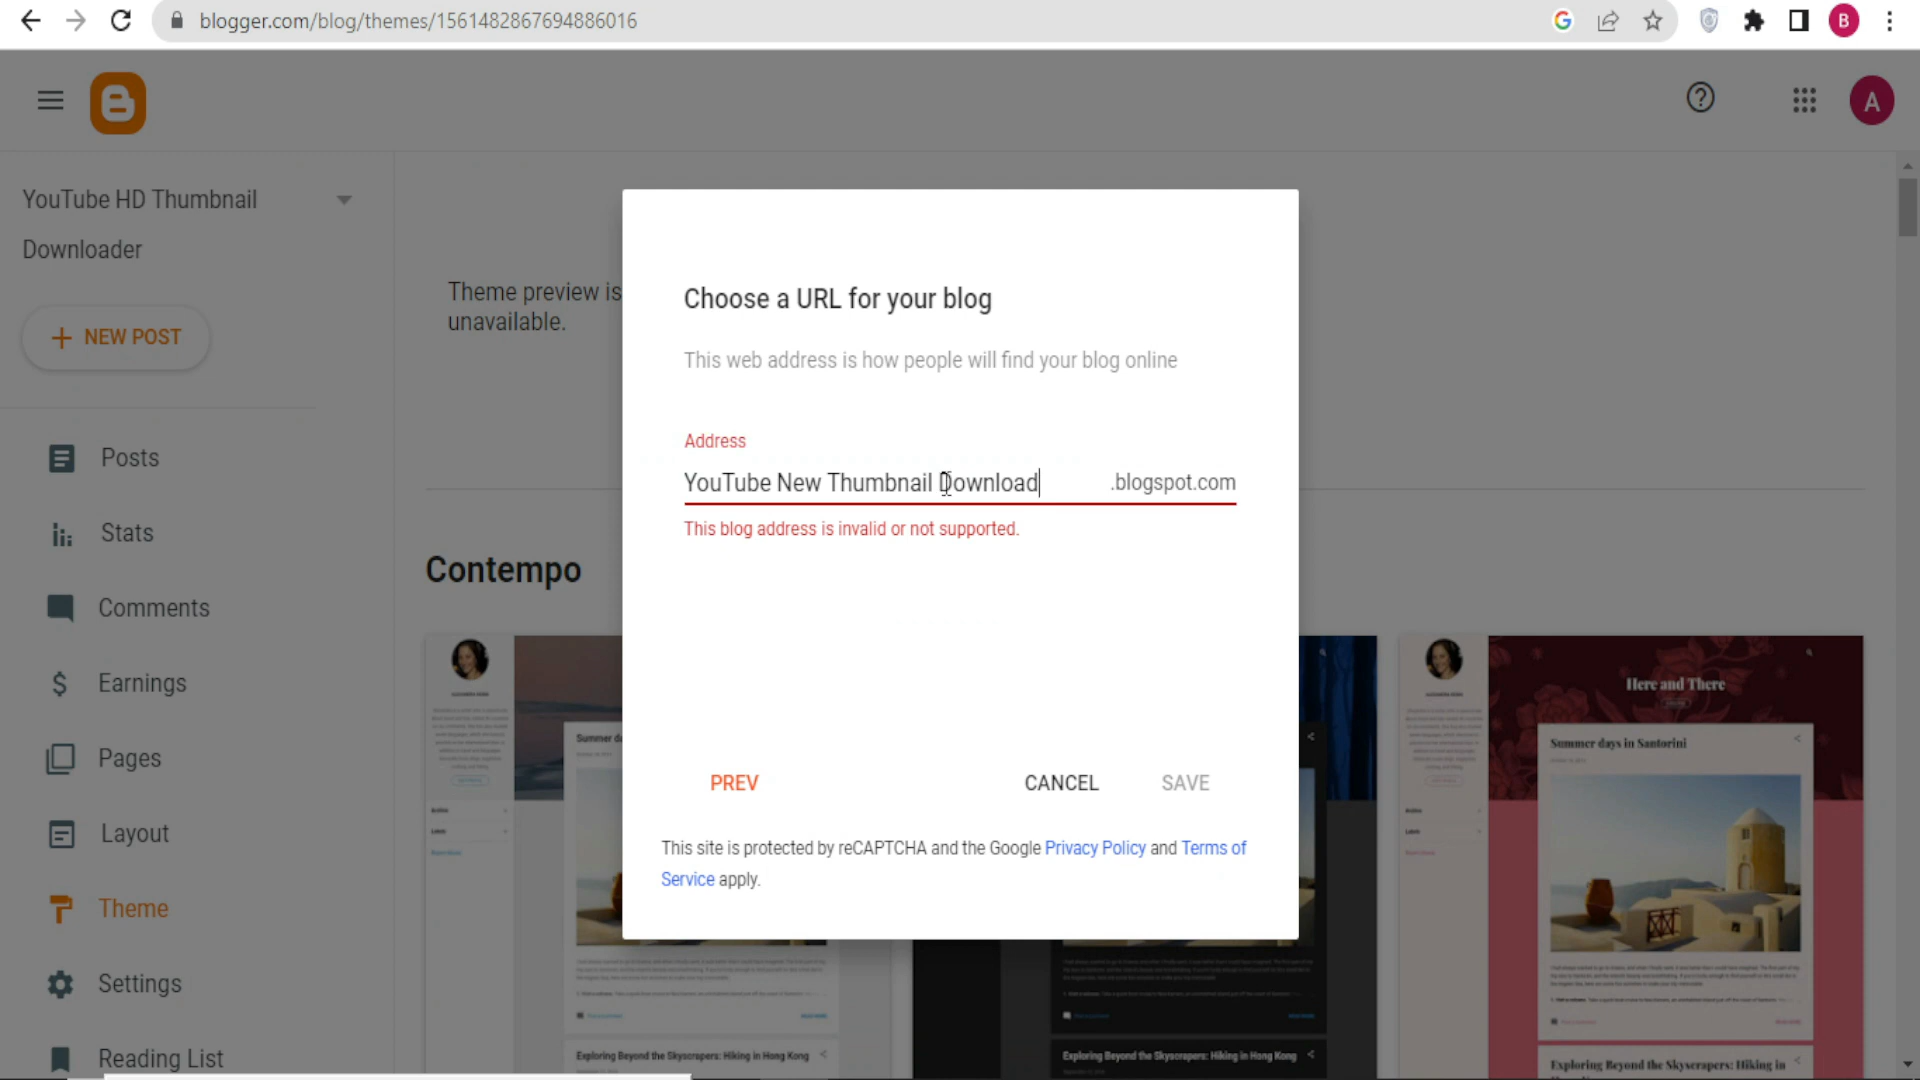 blogger.com/blog/themes/1561482867694886016
B
A
YouTube HD Thumbnail
Downloader
NEW POST
Posts
Stats
Comments
Earnings
Pages
Layout
Theme
Settings
Reading List
Theme preview is
unavailable.
Contempo
Choose a URL for your blog
This web address is how people will find your blog online
Address
YouTube New Thumbnail Download
.blogspot.com
This blog address is invalid or not supported.
PREV
CANCEL
SAVE
This site is protected by reCAPTCHA and the Google Privacy Policy and Terms of
Service apply.
Summer da
Here and There
Summer days in Santorini
Exploring Beyond the Skyscrapers: Hiking in Hong Kong
Exploring Beyond the Skyscrapers: Hiking in Hong Kong
Exploring Beyond the Skyscrapers: Hiking in